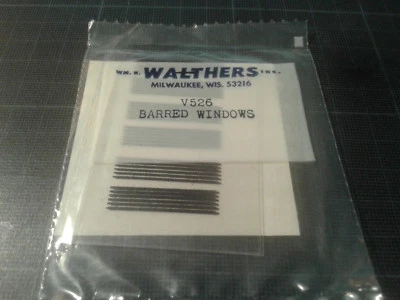 WM. K. WALTHERS INC.
MILWAUKEE, WIS. 53216
V526
BARRED WINDOWS